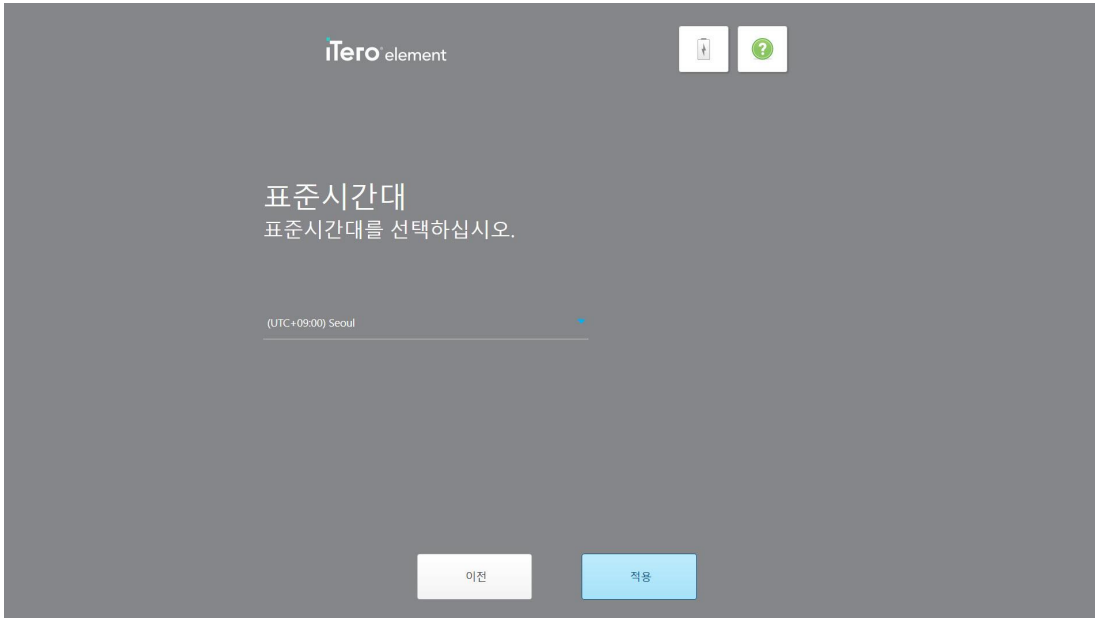 iTero element
표준시간대
표준시간대를 선택하십시오.
(UTC+09:00) Seoul
이전
적용